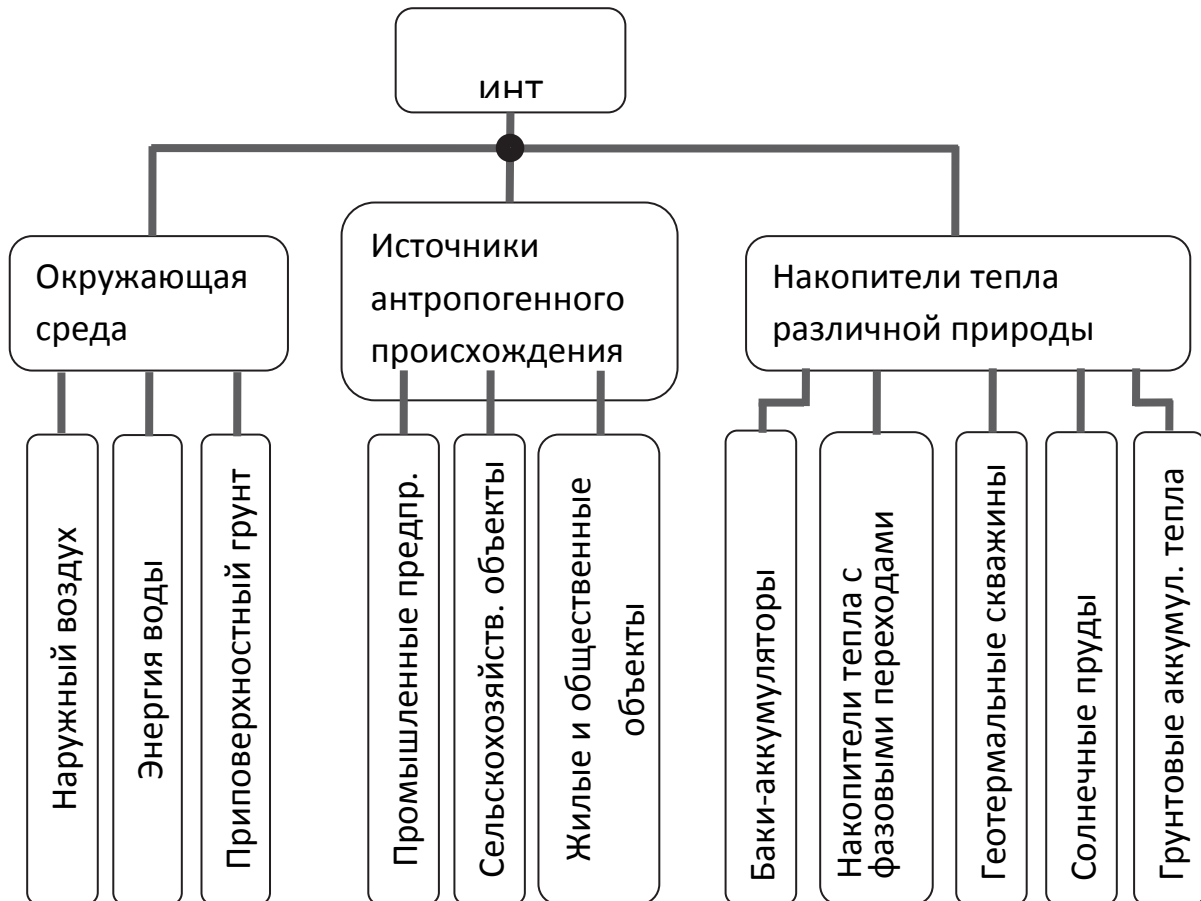 ИНТ
Окружающая
среда
Источники
антропогенного
происхождения
Накопители тепла
различной природы
Наружный воздух
Энергия воды
Приповерхностный грунт
Промышленные предпр.
Сельскохозяйств. объекты
Жилые и общественные
объекты
Баки-аккумуляторы
Накопители тепла с
фазовыми переходами
Геотермальные скважины
Солнечные пруды
Грунтовые аккумул. тепла